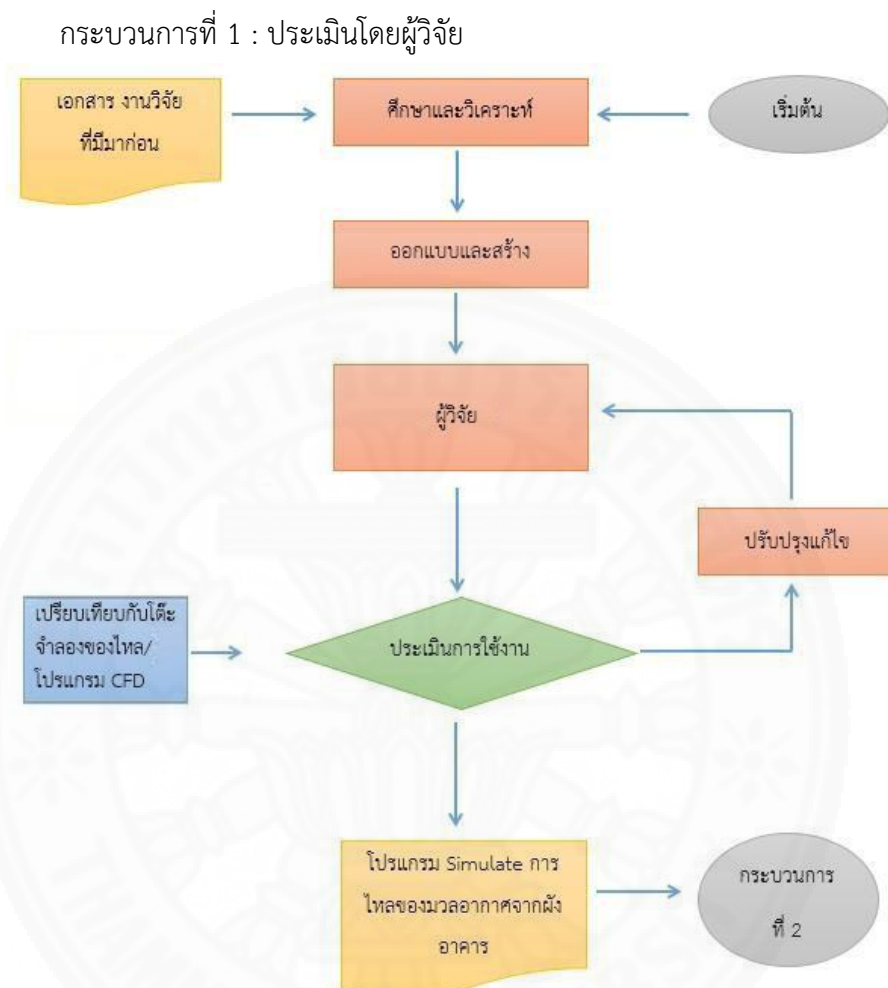 กระบวนการที่ 1 : ประเมินโดยผู้วิจัย
เอกสาร งานวิจัย
ที่มีมาก่อน
ศึกษาและวิเคราะห์
เริ่มต้น
ออกแบบและสร้าง
ผู้วิจัย
ปรับปรุงแก้ไข
เปรียบเทียบกับโต๊ะ
จำลองของไหล/
โปรแกรม CFD
ประเมินการใช้งาน
โปรแกรม Simulate การ
ไหลของมวลอากาศจากผัง
อาคาร
กระบวนการ
ที่ 2